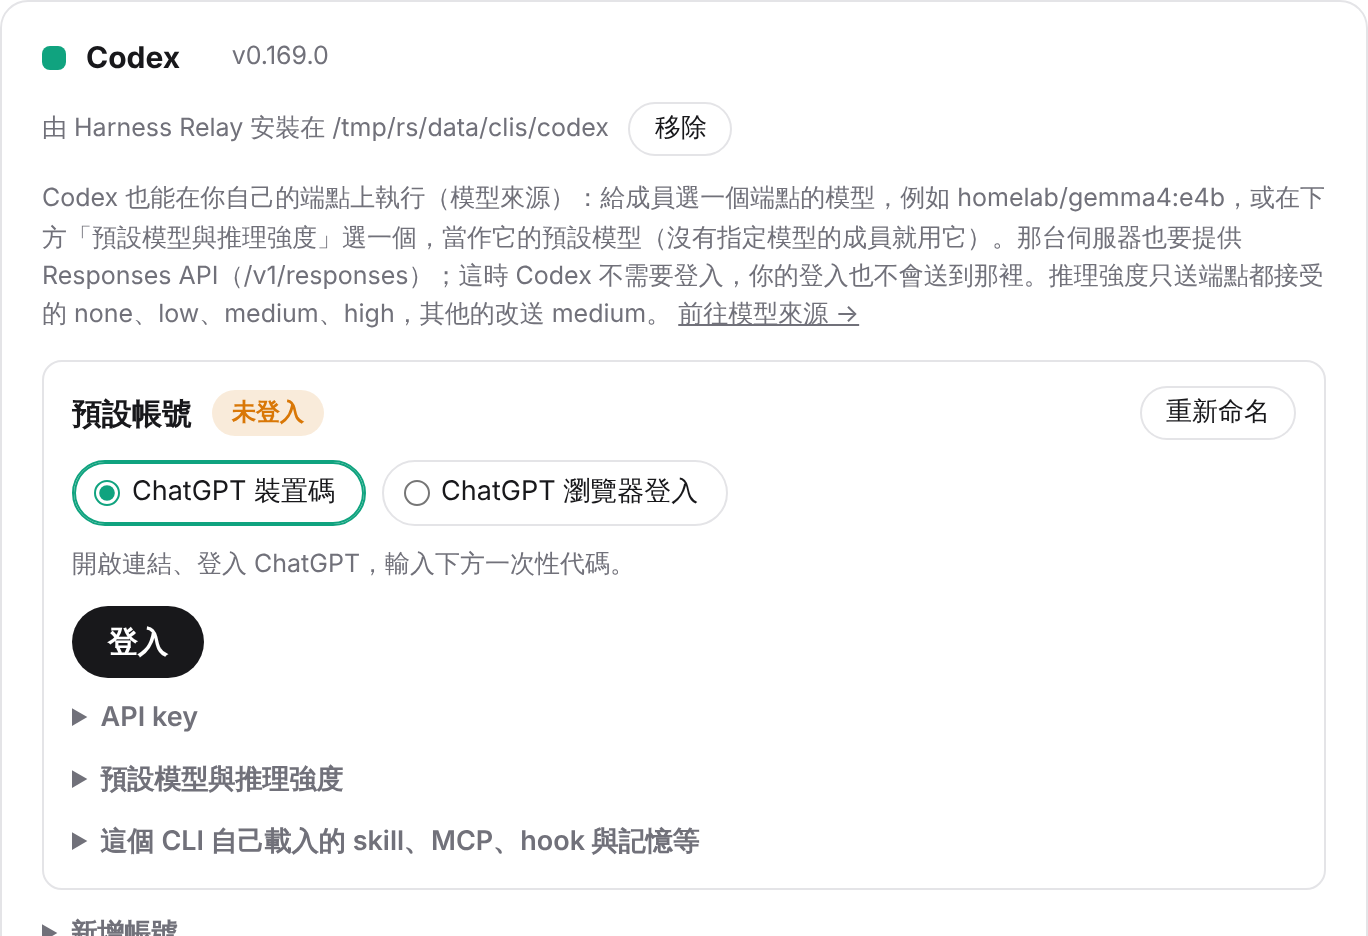 Codex v0.169.0
由 Harness Relay 安裝在 /tmp/rs/data/clis/codex 移除
Codex 也能在你自己的端點上執行（模型來源）：給成員選一個端點的模型，例如 homelab/gemma4:e4b，或在下
方「預設模型與推理強度」選一個，當作它的預設模型（沒有指定模型的成員就用它）。那台伺服器也要提供
Responses API（/v1/responses）；這時 Codex 不需要登入，你的登入也不會送到那裡。推理強度只送端點都接受
的 none、low、medium、high，其他的改送 medium。 前往模型來源 →
預設帳號 未登入 重新命名
ChatGPT 裝置碼 ChatGPT 瀏覽器登入
開啟連結、登入 ChatGPT，輸入下方一次性代碼。
登入
▶ API key
▶ 預設模型與推理強度
▶ 這個 CLI 自己載入的 skill、MCP、hook 與記憶等
▶ 新增帳號